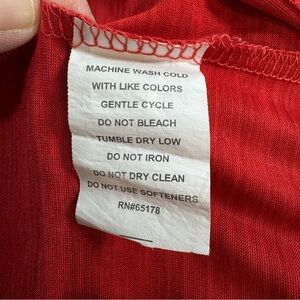 MACHINE WASH COLD
WITH LIKE COLORS
GENTLE CYCLE
DO NOT BLEACH
TUMBLE DRY LOW
DO NOT IRON
DO NOT DRY CLEAN
DO NOT USE SOFTENERS
RN#65178